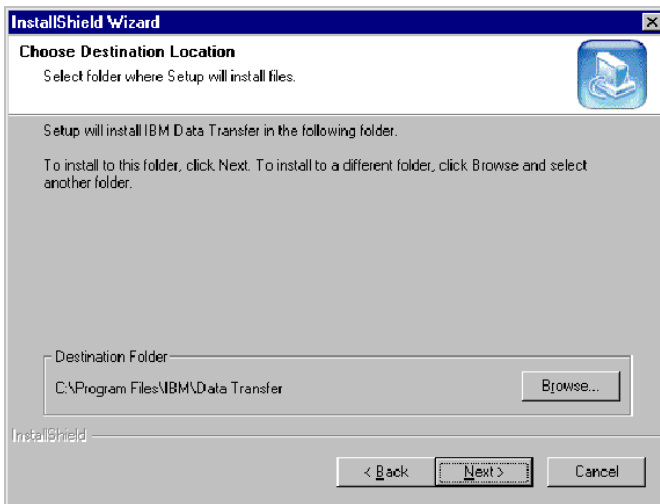 InstallShield Wizard
Choose Destination Location
Select folder where Setup will install files.
Setup will install IBM Data Transfer in the following folder.
To install to this folder, click Next. To install to a different folder, click Browse and select
another folder.
Destination Folder
C:\Program Files\IBM\Data Transfer
Browse...
InstallShield
< Back
Next >
Cancel